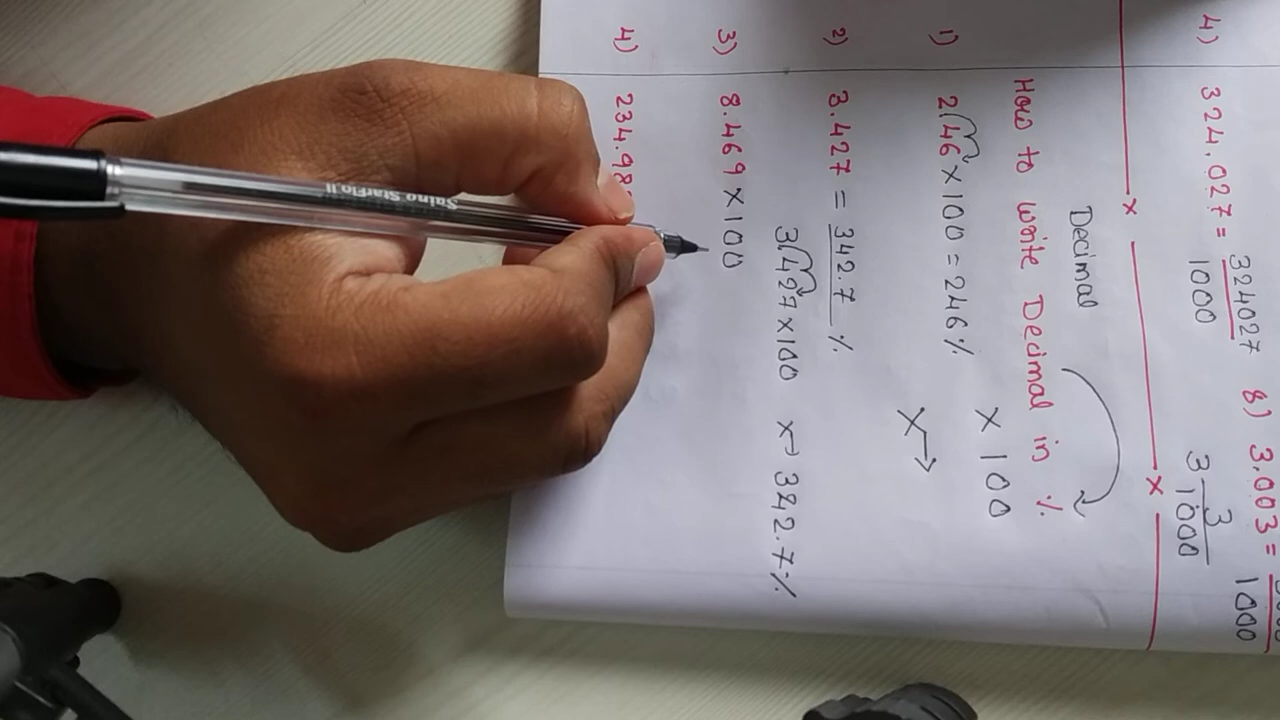 4) 324.027 = 324027/1000
8) 3.003 = /1000
3 3/1000
Decimal
How to write Decimal in %
× 100
1) 2.46 × 100 = 246 %
2) 3.427 = 342.7 %
3.427 × 100 → 342.7 %
3) 8.469 × 100
4) 234.98
Saino Starflo.II